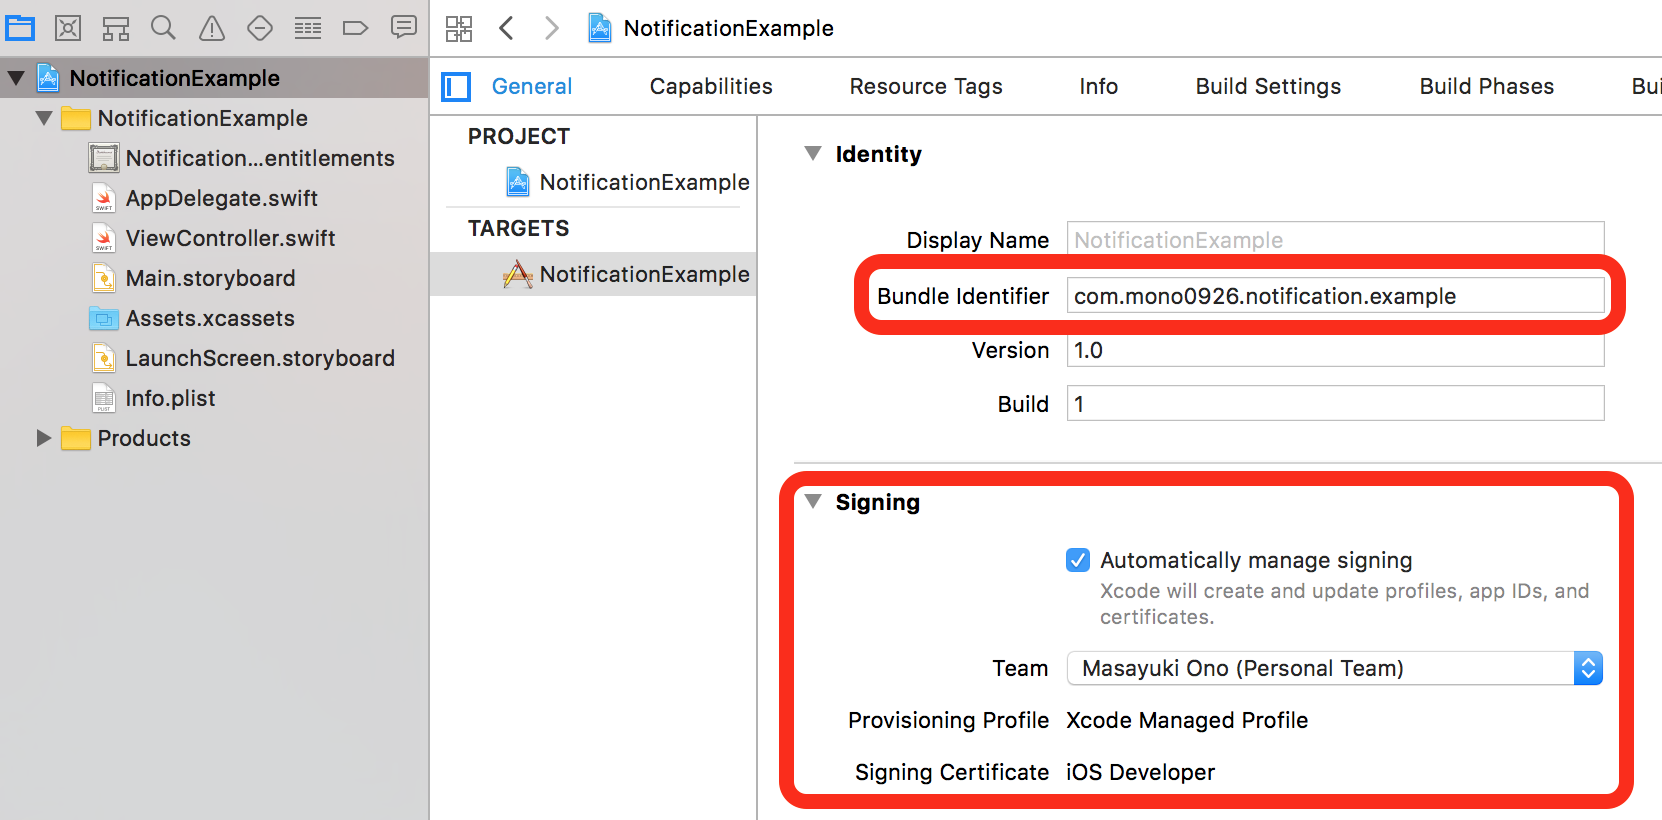 NotificationExample
NotificationExample
NotificationExample
Notification...entitlements
AppDelegate.swift
ViewController.swift
Main.storyboard
Assets.xcassets
LaunchScreen.storyboard
Info.plist
Products
General Capabilities Resource Tags Info Build Settings Build Phases Bui
PROJECT
NotificationExample
TARGETS
NotificationExample
Identity
Display Name NotificationExample
Bundle Identifier com.mono0926.notification.example
Version 1.0
Build 1
Signing
Automatically manage signing
Xcode will create and update profiles, app IDs, and
certificates.
Team Masayuki Ono (Personal Team)
Provisioning Profile Xcode Managed Profile
Signing Certificate iOS Developer